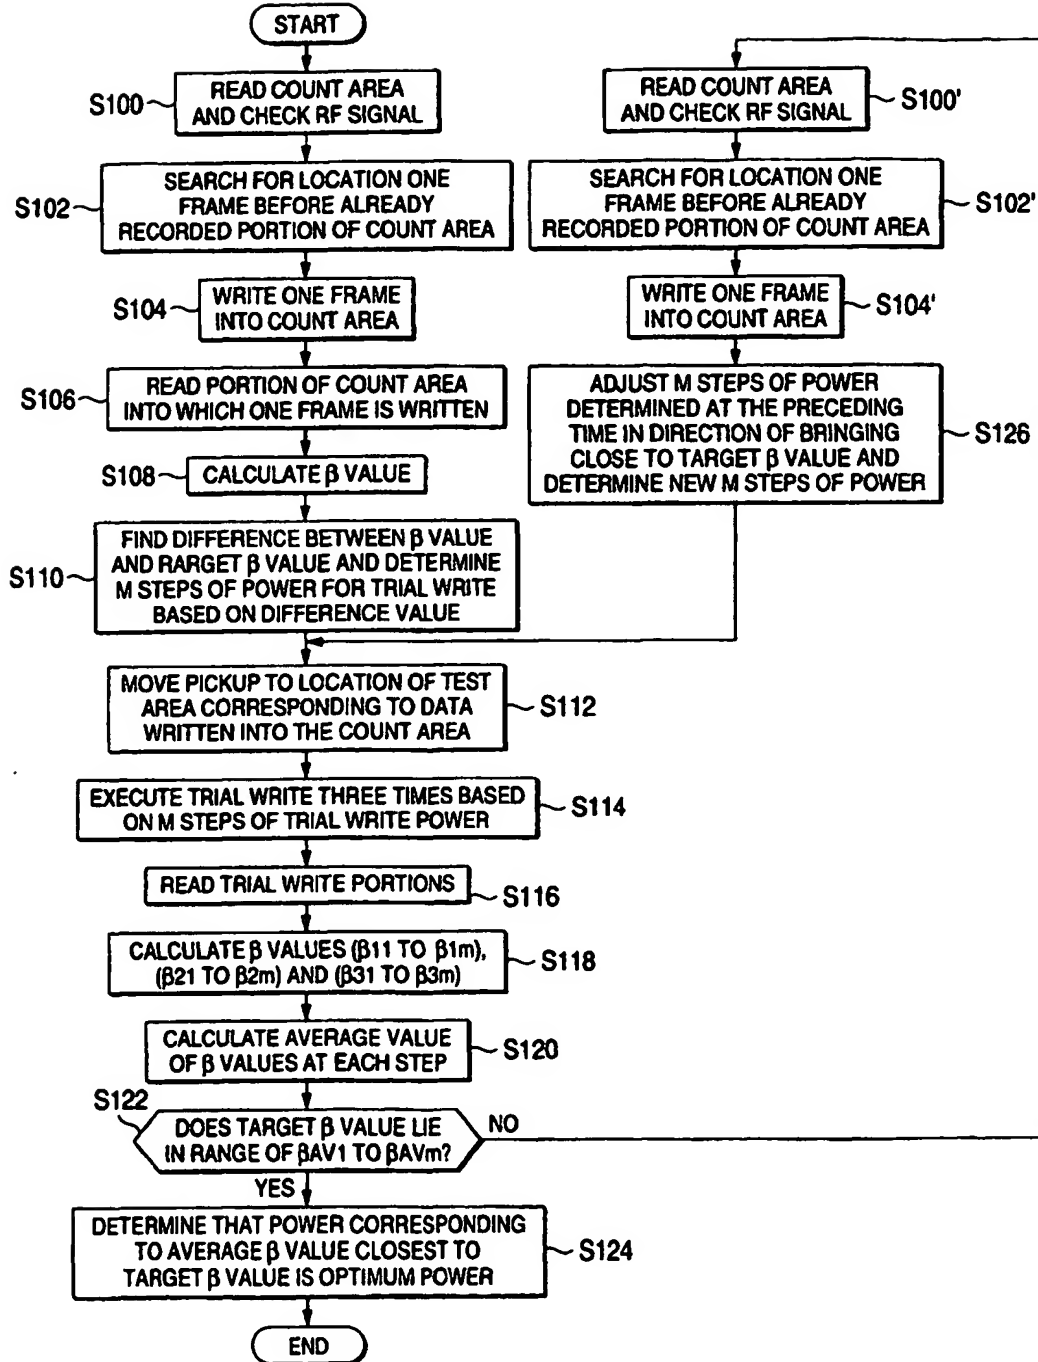 START
S100
READ COUNT AREA
AND CHECK RF SIGNAL
S102
SEARCH FOR LOCATION ONE
FRAME BEFORE ALREADY
RECORDED PORTION OF COUNT AREA
S104
WRITE ONE FRAME
INTO COUNT AREA
S106
READ PORTION OF COUNT AREA
INTO WHICH ONE FRAME IS WRITTEN
S108
CALCULATE β VALUE
S110
FIND DIFFERENCE BETWEEN β VALUE
AND RARGET β VALUE AND DETERMINE
M STEPS OF POWER FOR TRIAL WRITE
BASED ON DIFFERENCE VALUE
READ COUNT AREA
AND CHECK RF SIGNAL
S100'
SEARCH FOR LOCATION ONE
FRAME BEFORE ALREADY
RECORDED PORTION OF COUNT AREA
S102'
WRITE ONE FRAME
INTO COUNT AREA
S104'
ADJUST M STEPS OF POWER
DETERMINED AT THE PRECEDING
TIME IN DIRECTION OF BRINGING
CLOSE TO TARGET β VALUE AND
DETERMINE NEW M STEPS OF POWER
S126
MOVE PICKUP TO LOCATION OF TEST
AREA CORRESPONDING TO DATA
WRITTEN INTO THE COUNT AREA
S112
EXECUTE TRIAL WRITE THREE TIMES BASED
ON M STEPS OF TRIAL WRITE POWER
S114
READ TRIAL WRITE PORTIONS
S116
CALCULATE β VALUES (β11 TO β1m),
(β21 TO β2m) AND (β31 TO β3m)
S118
CALCULATE AVERAGE VALUE
OF β VALUES AT EACH STEP
S120
S122
DOES TARGET β VALUE LIE
IN RANGE OF βAV1 TO βAVm?
NO
YES
DETERMINE THAT POWER CORRESPONDING
TO AVERAGE β VALUE CLOSEST TO
TARGET β VALUE IS OPTIMUM POWER
S124
END